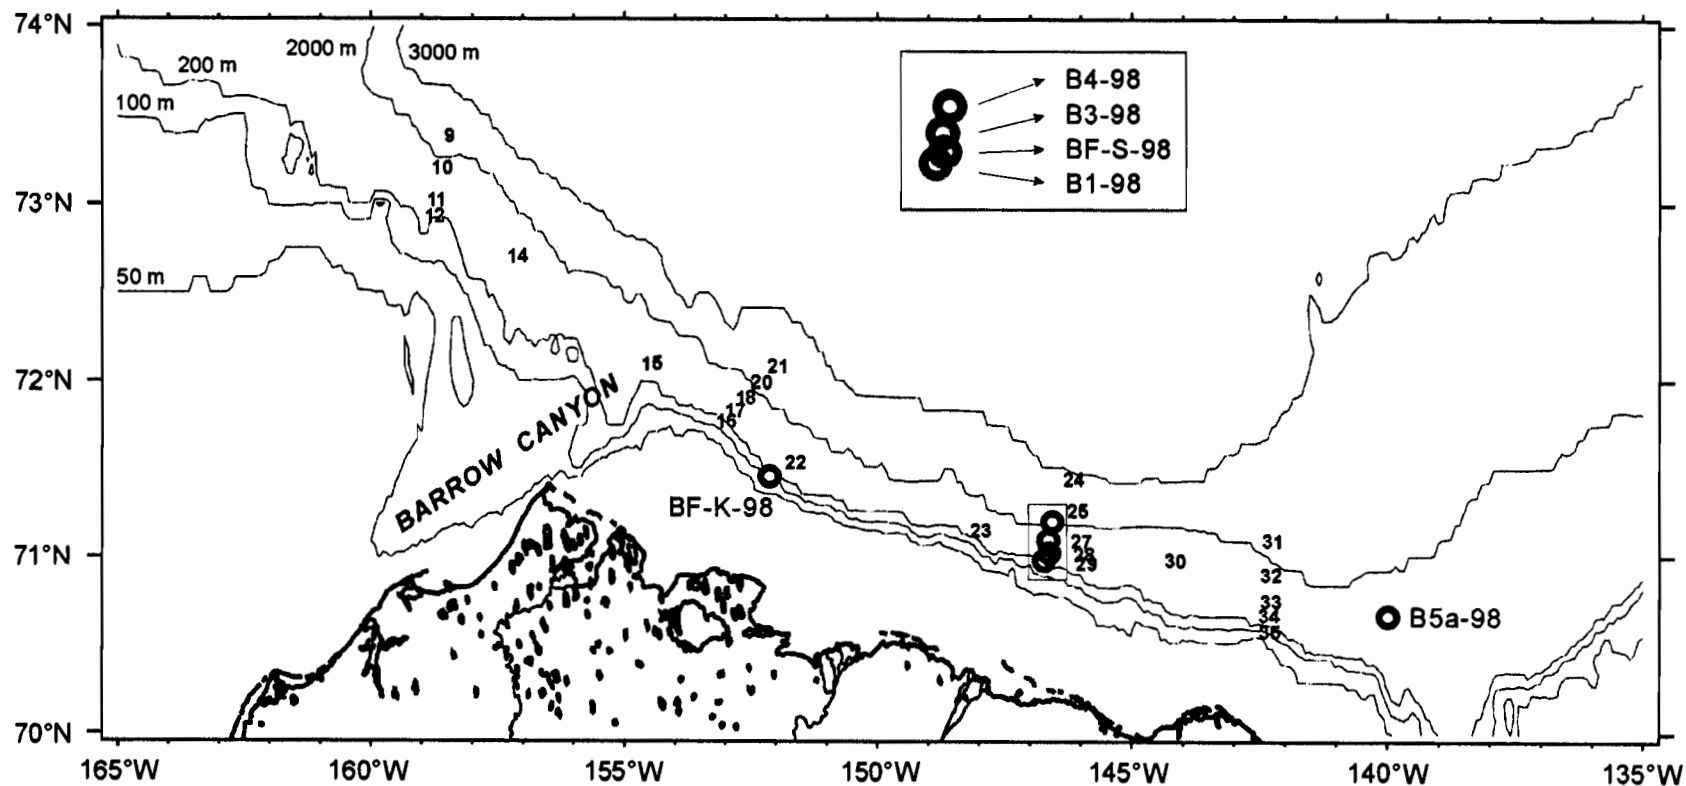 74°N
2000 m
3000 m
200 m
100 m
B4-98
B3-98
BF-S-98
B1-98
9
10
73°N
11
12
14
50 m
72°N
15
21
20
18
17
16
BARROW CANYON
22
BF-K-98
24
25
23
27
28
29
30
31
32
71°N
33
34
35
B5a-98
70°N
165°W
160°W
155°W
150°W
145°W
140°W
135°W